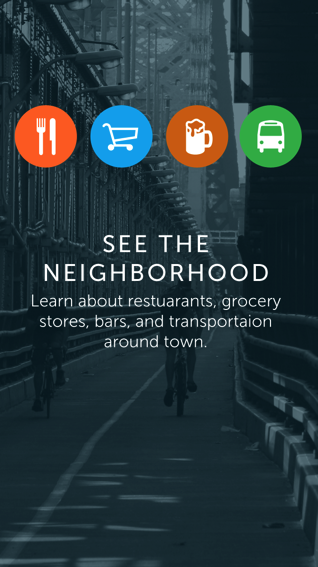 SEE THE
NEIGHBORHOOD
Learn about restuarants, grocery
stores, bars, and transportaion
around town.